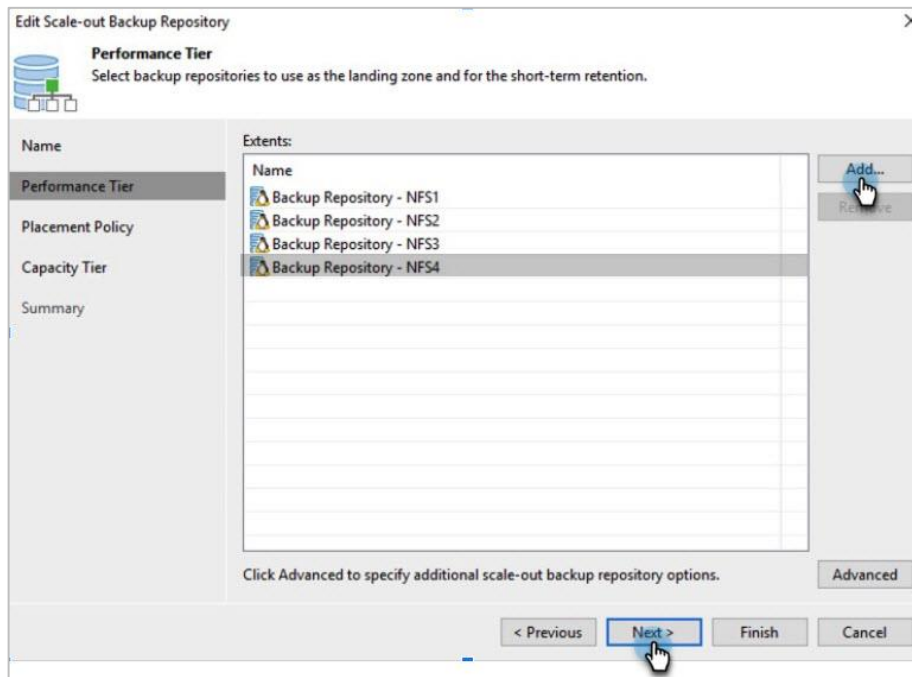 Edit Scale-out Backup Repository
Performance Tier
Select backup repositories to use as the landing zone and for the short-term retention.
Name
Performance Tier
Placement Policy
Capacity Tier
Summary
Extents:
Name
Backup Repository - NFS1
Backup Repository - NFS2
Backup Repository - NFS3
Backup Repository - NFS4
Add...
Remove
Click Advanced to specify additional scale-out backup repository options.
Advanced
< Previous
Next >
Finish
Cancel